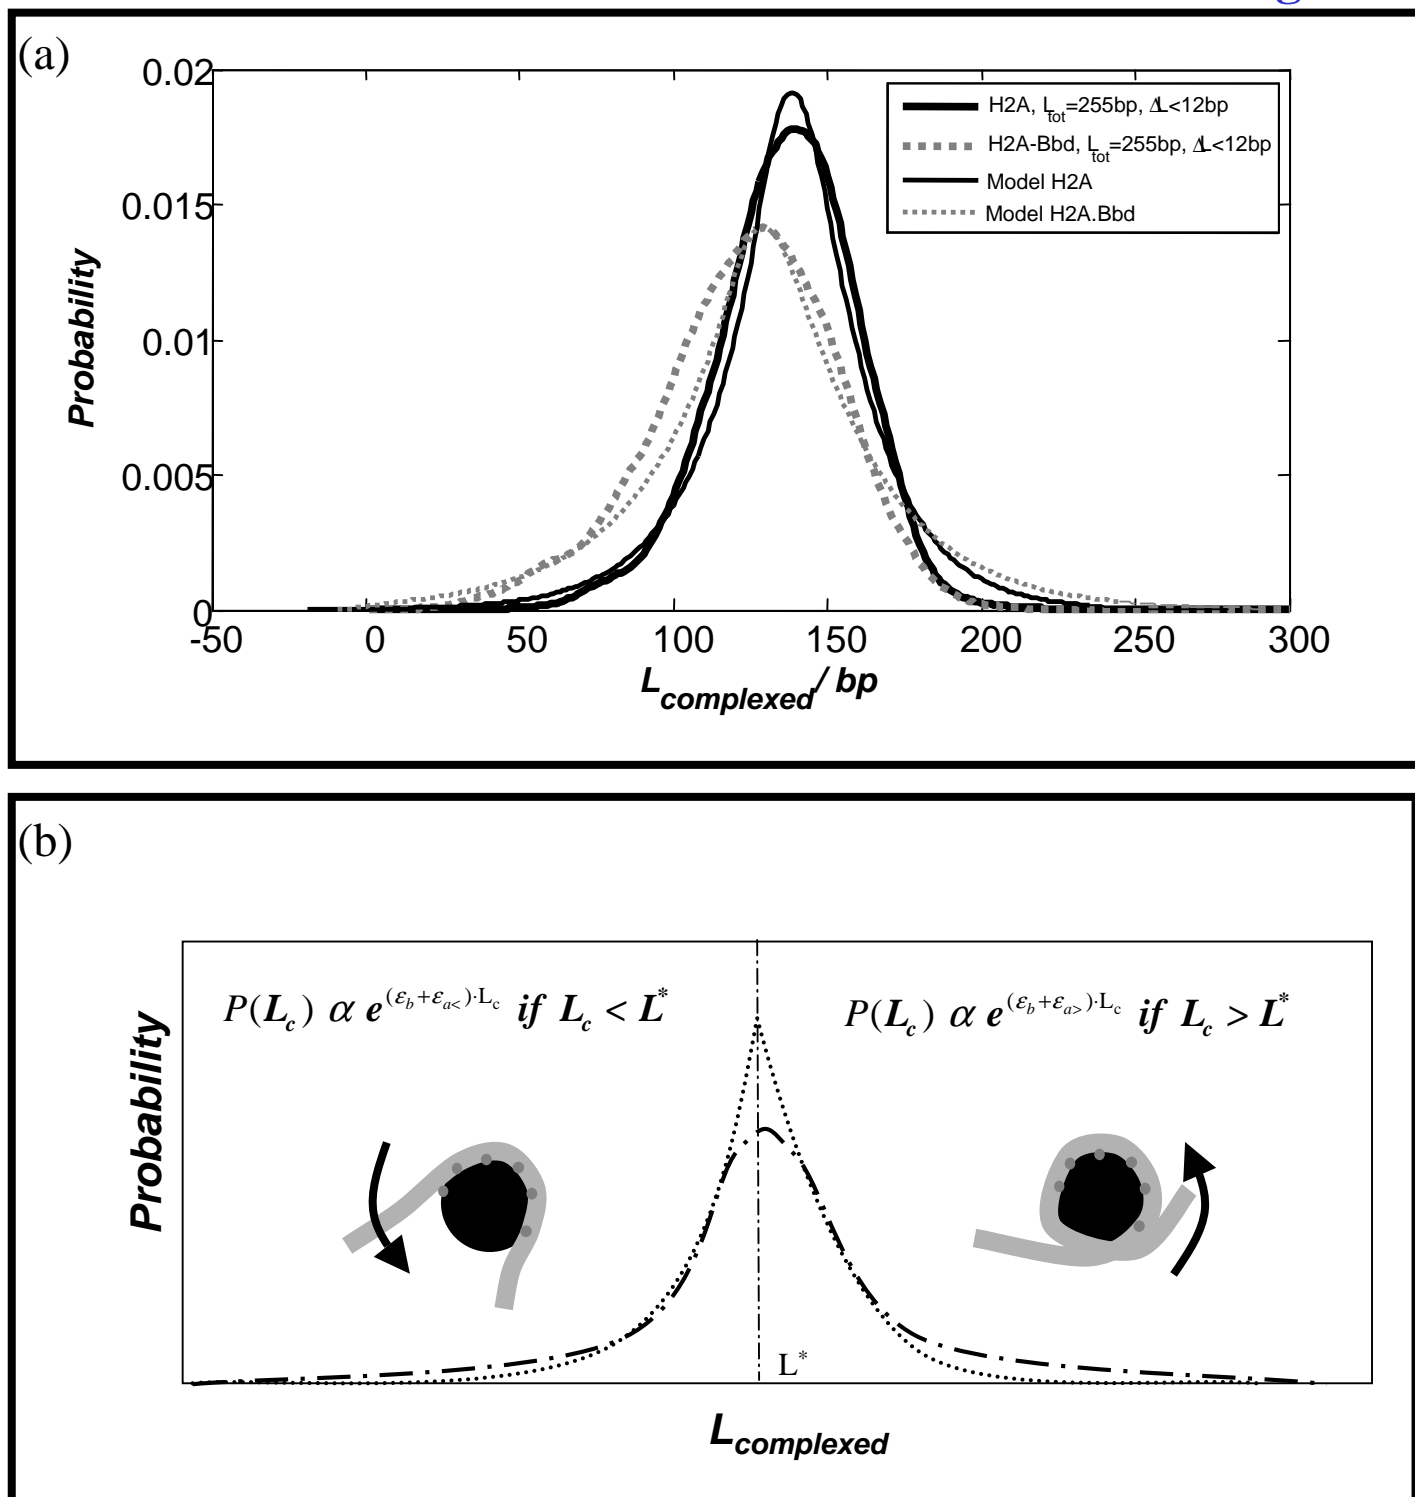 (a)
0.02
0.015
0.01
0.005
0
-50 0 50 100 150 200 250 300
Probability
L_complexed / bp
H2A, L_tot=255bp, ΔL<12bp
H2A-Bbd, L_tot=255bp, ΔL<12bp
Model H2A
Model H2A.Bbd
(b)
P(L_c) α e^{(ε_b+ε_{a<})·L_c} if L_c < L^*
P(L_c) α e^{(ε_b+ε_{a>})·L_c} if L_c > L^*
Probability
L^*
L_complexed